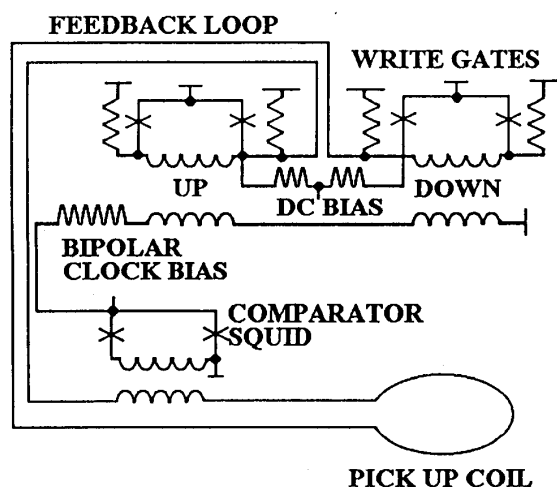 FEEDBACK LOOP
WRITE GATES
UP
DC BIAS
DOWN
BIPOLAR
CLOCK BIAS
COMPARATOR
SQUID
PICK UP COIL